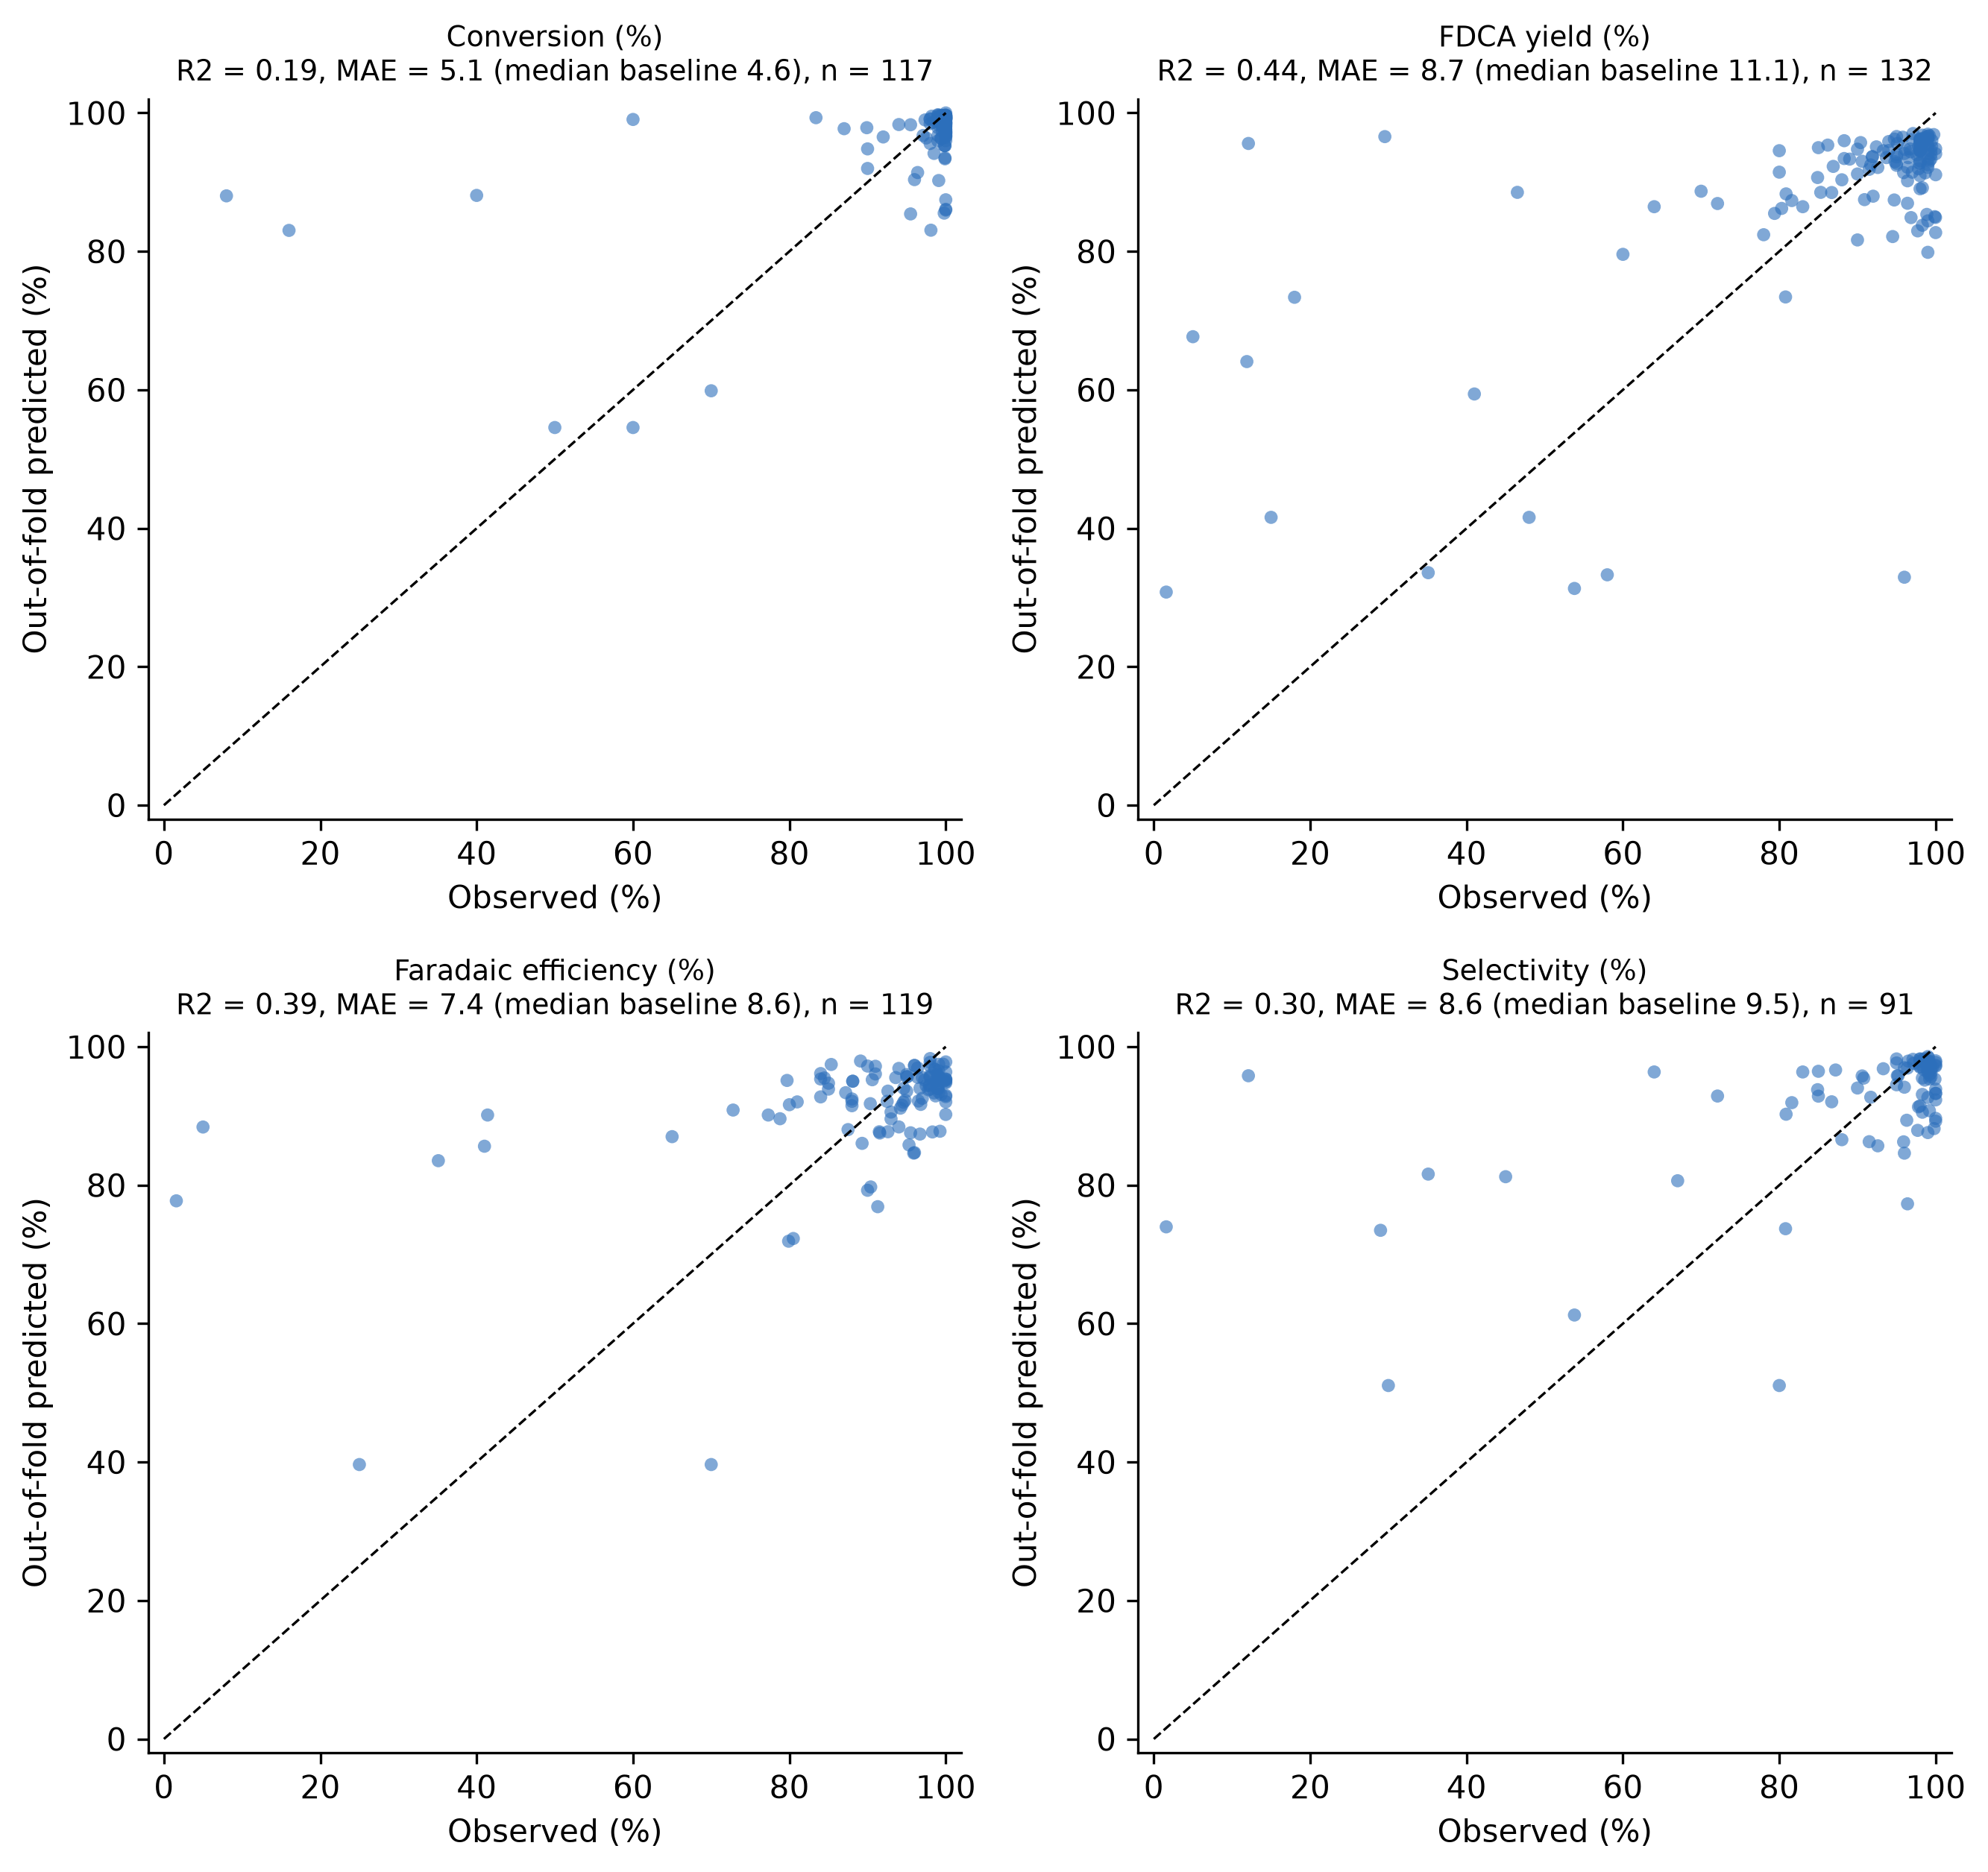 Conversion (%)
R2 = 0.19, MAE = 5.1 (median baseline 4.6), n = 117
100
80
60
40
20
0
Out-of-fold predicted (%)
0 20 40 60 80 100
Observed (%)
FDCA yield (%)
R2 = 0.44, MAE = 8.7 (median baseline 11.1), n = 132
100
80
60
40
20
0
Out-of-fold predicted (%)
0 20 40 60 80 100
Observed (%)
Faradaic efficiency (%)
R2 = 0.39, MAE = 7.4 (median baseline 8.6), n = 119
100
80
60
40
20
0
Out-of-fold predicted (%)
0 20 40 60 80 100
Observed (%)
Selectivity (%)
R2 = 0.30, MAE = 8.6 (median baseline 9.5), n = 91
100
80
60
40
20
0
Out-of-fold predicted (%)
0 20 40 60 80 100
Observed (%)